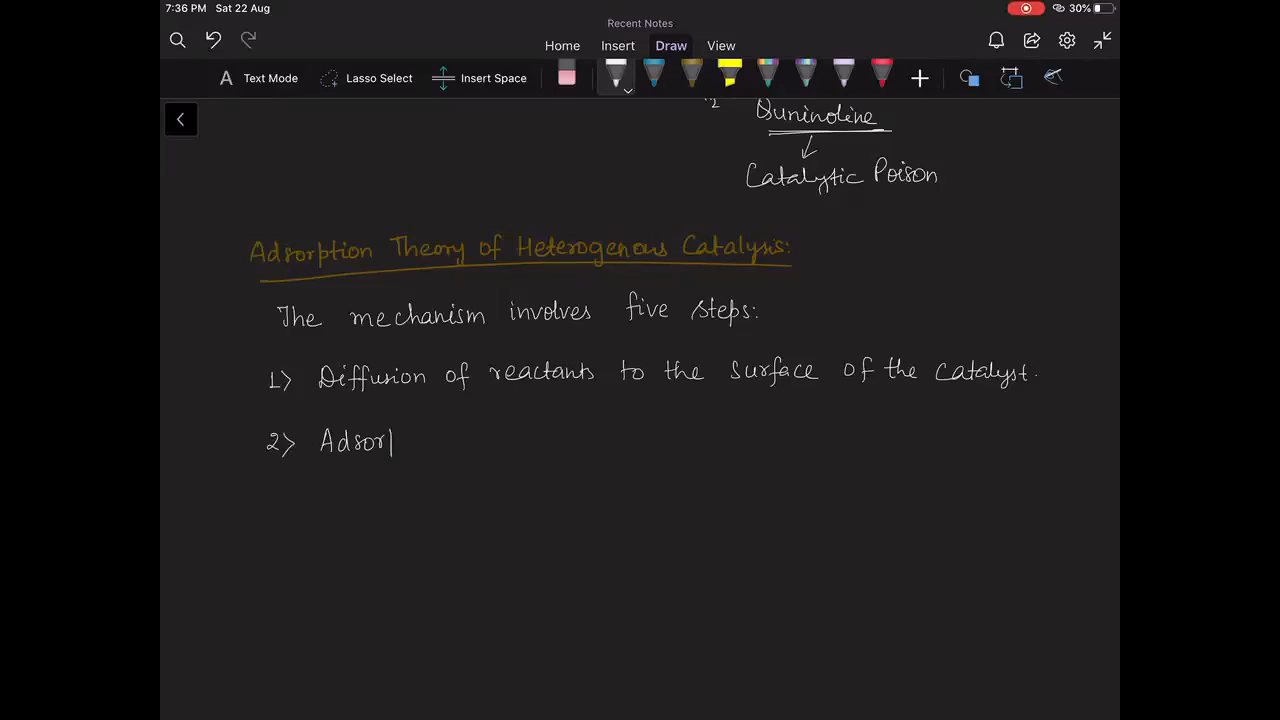 7:36 PM Sat 22 Aug
30%
Recent Notes
Home Insert Draw View
A Text Mode Lasso Select Insert Space
Quninoline
Catalytic Poison
Adsorption Theory of Heterogenous Catalysis:
The mechanism involves five steps:
1> Diffusion of reactants to the surface of the catalyst.
2> Adsor